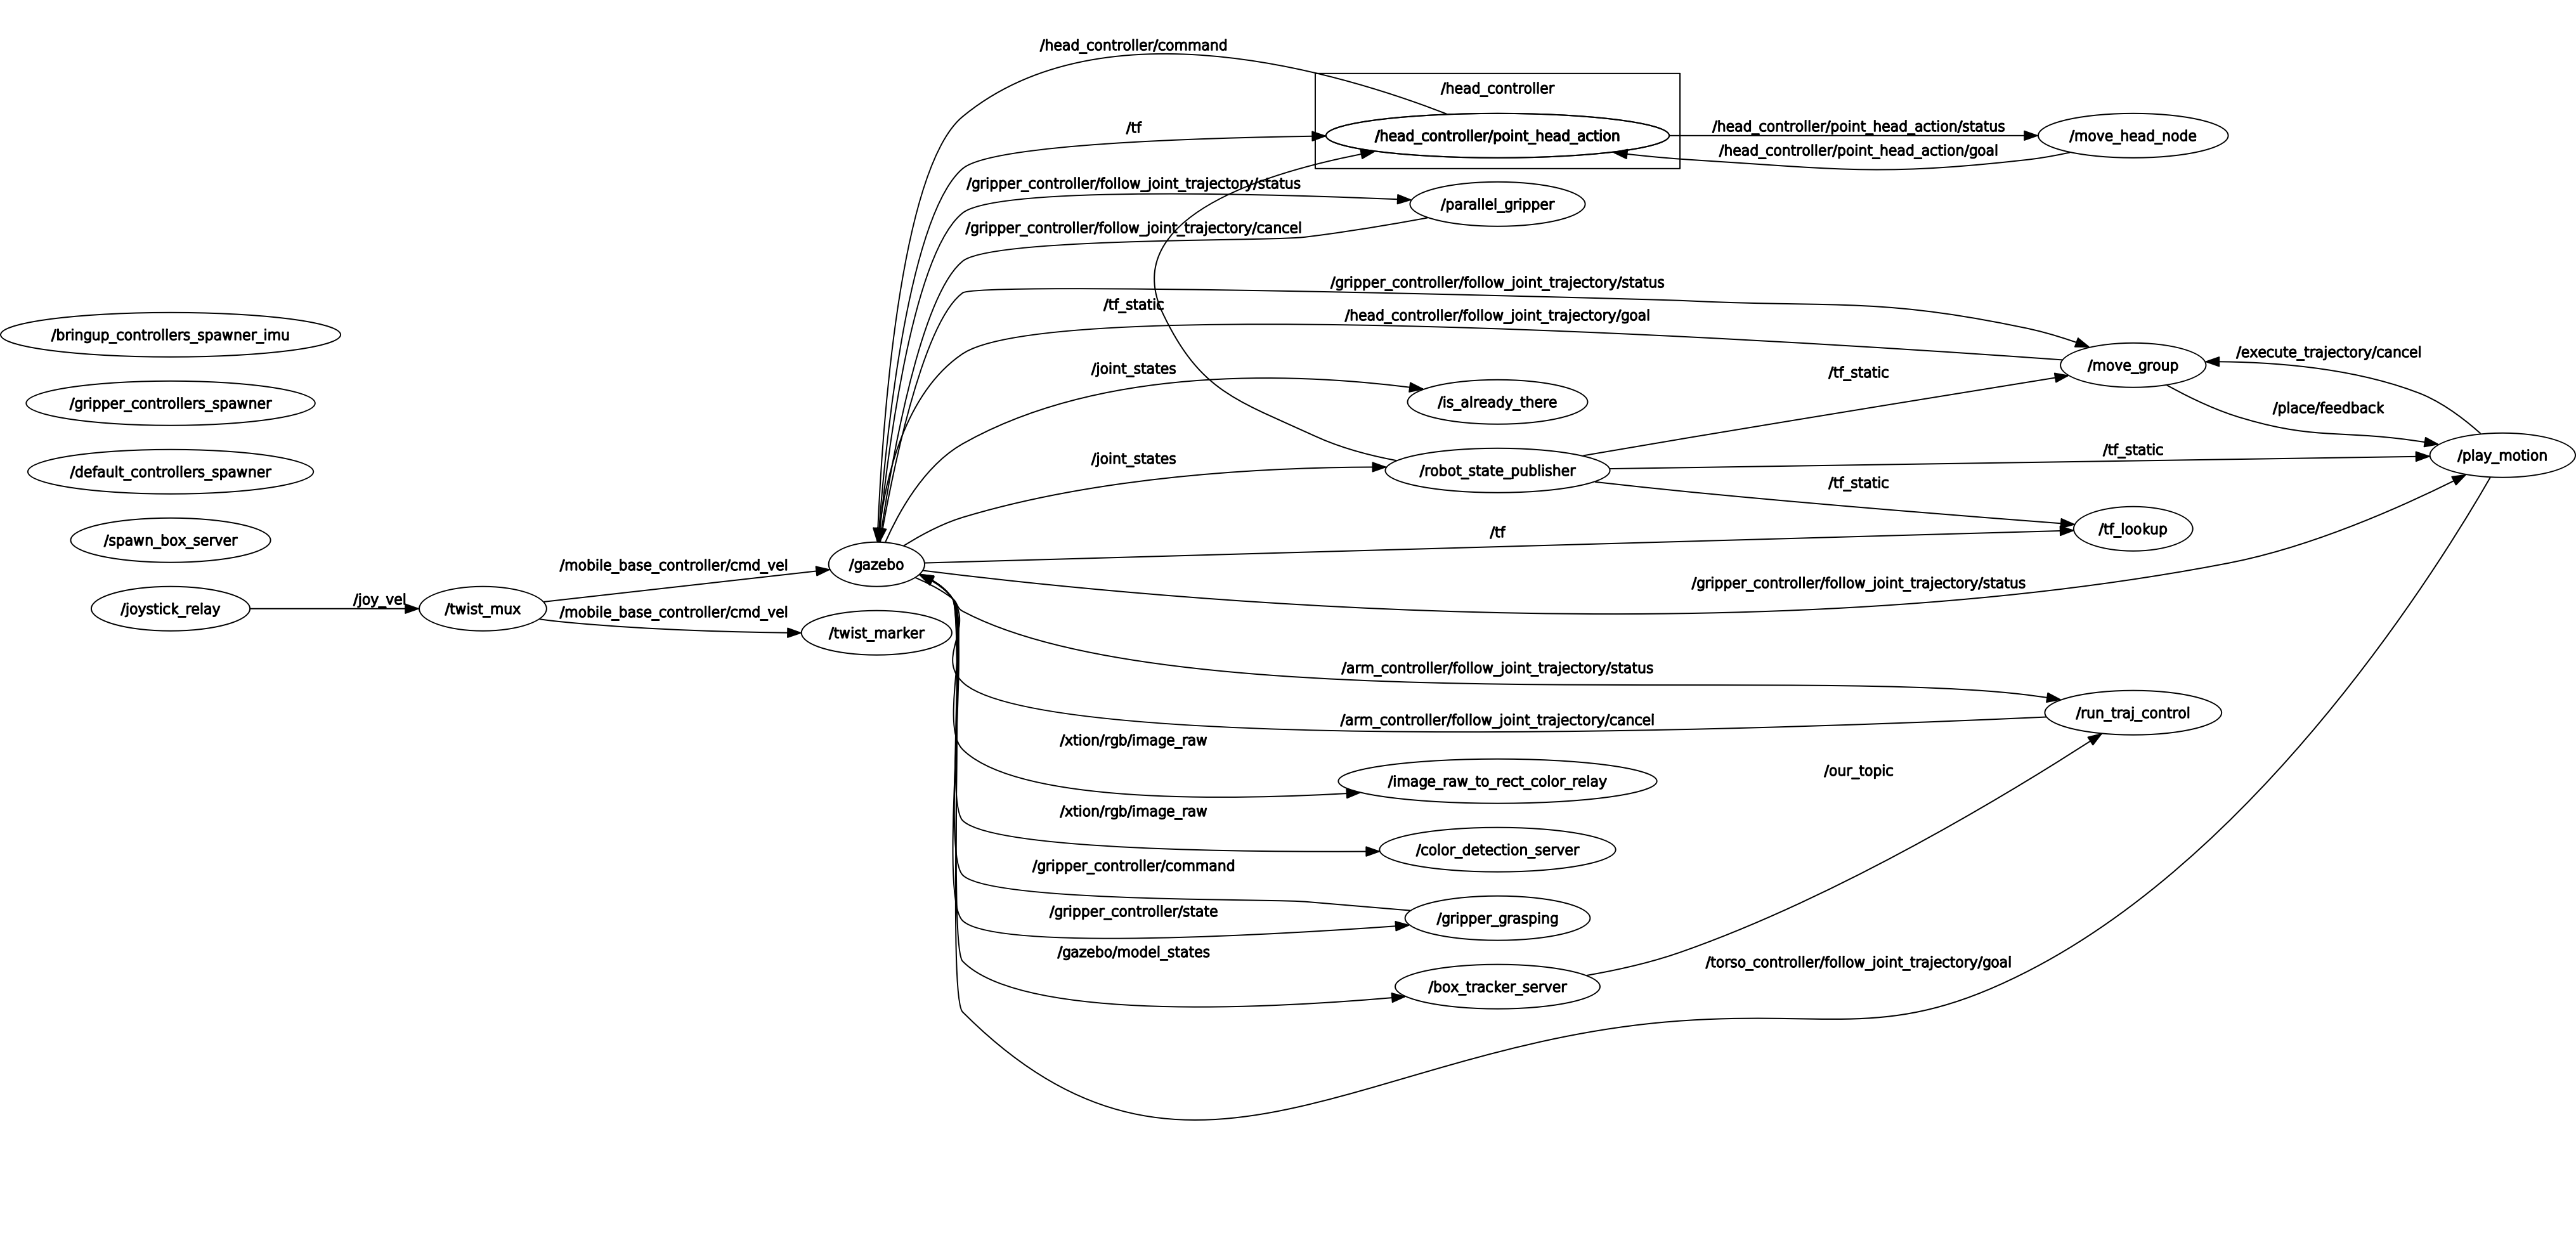 /head_controller/command
/head_controller
/tf
/head_controller/point_head_action
/head_controller/point_head_action/status
/move_head_node
/head_controller/point_head_action/goal
/gripper_controller/follow_joint_trajectory/status
/parallel_gripper
/gripper_controller/follow_joint_trajectory/cancel
/gripper_controller/follow_joint_trajectory/status
/tf_static
/head_controller/follow_joint_trajectory/goal
/bringup_controllers_spawner_imu
/execute_trajectory/cancel
/joint_states
/tf_static
/move_group
/gripper_controllers_spawner
/is_already_there
/place/feedback
/joint_states
/tf_static
/play_motion
/default_controllers_spawner
/robot_state_publisher
/tf_static
/tf
/tf_lookup
/spawn_box_server
/mobile_base_controller/cmd_vel
/gazebo
/gripper_controller/follow_joint_trajectory/status
/joystick_relay
/joy_vel
/twist_mux
/mobile_base_controller/cmd_vel
/twist_marker
/arm_controller/follow_joint_trajectory/status
/arm_controller/follow_joint_trajectory/cancel
/run_traj_control
/xtion/rgb/image_raw
/our_topic
/image_raw_to_rect_color_relay
/xtion/rgb/image_raw
/color_detection_server
/gripper_controller/command
/gripper_controller/state
/gripper_grasping
/gazebo/model_states
/torso_controller/follow_joint_trajectory/goal
/box_tracker_server